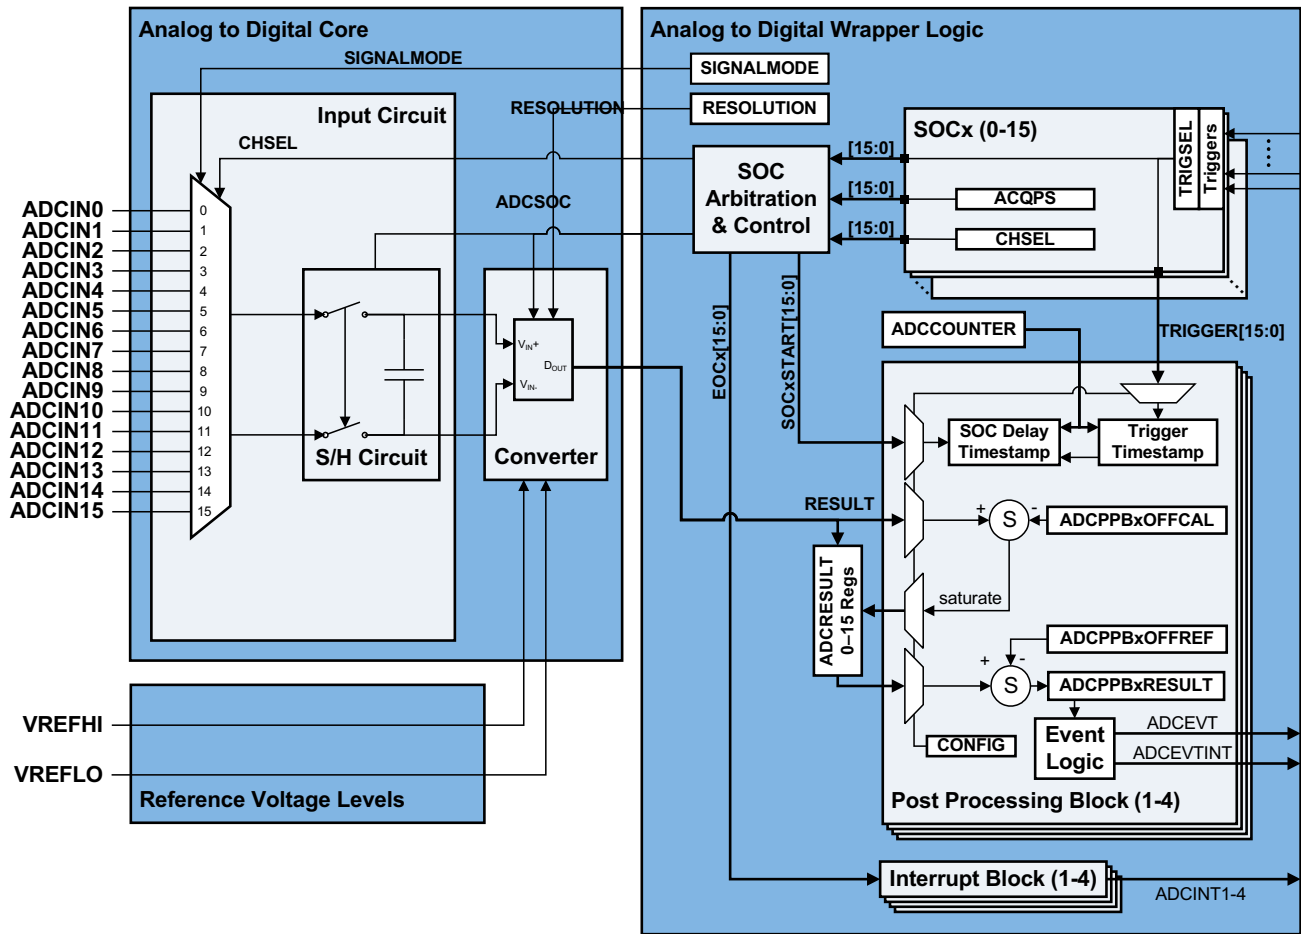 Analog to Digital Core
Analog to Digital Wrapper Logic
SIGNALMODE
SIGNALMODE
RESOLUTION
RESOLUTION
Input Circuit
CHSEL
SOCx (0-15)
TRIGSEL
Triggers
[15:0]
[15:0]
[15:0]
SOC
Arbitration
& Control
ACQPS
CHSEL
ADCSOC
ADCIN0
ADCIN1
ADCIN2
ADCIN3
ADCIN4
ADCIN5
ADCIN6
ADCIN7
ADCIN8
ADCIN9
ADCIN10
ADCIN11
ADCIN12
ADCIN13
ADCIN14
ADCIN15
0
1
2
3
4
5
6
7
8
9
10
11
12
13
14
15
S/H Circuit
VIN+
DOUT
VIN-
Converter
EOCx[15:0]
SOCxSTART[15:0]
ADCCOUNTER
TRIGGER[15:0]
SOC Delay
Timestamp
Trigger
Timestamp
RESULT
+
S
-
ADCPPBxOFFCAL
ADCRESULT
0–15 Regs
saturate
ADCPPBxOFFREF
+
-
S
ADCPPBxRESULT
CONFIG
Event
Logic
ADCEVT
ADCEVTINT
Post Processing Block (1-4)
VREFHI
VREFLO
Reference Voltage Levels
Interrupt Block (1-4)
ADCINT1-4